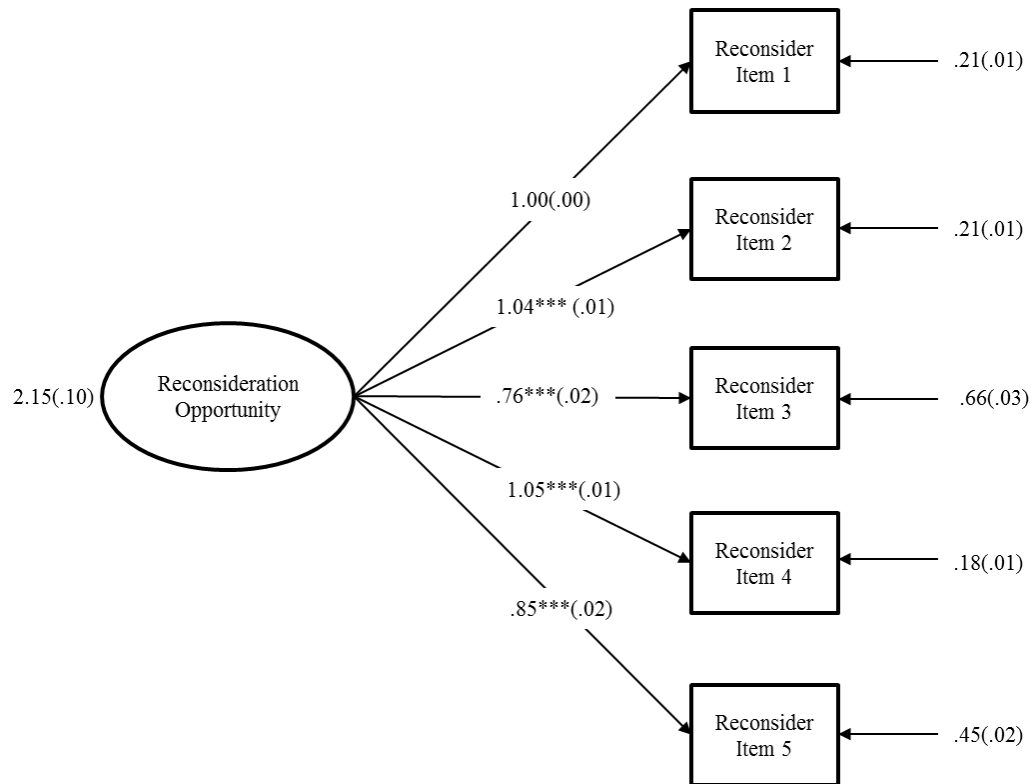 Reconsider
Item 1
.21(.01)
1.00(.00)
Reconsider
Item 2
.21(.01)
1.04*** (.01)
2.15(.10)
Reconsideration
Opportunity
.76***(.02)
Reconsider
Item 3
.66(.03)
1.05***(.01)
Reconsider
Item 4
.18(.01)
.85***(.02)
Reconsider
Item 5
.45(.02)